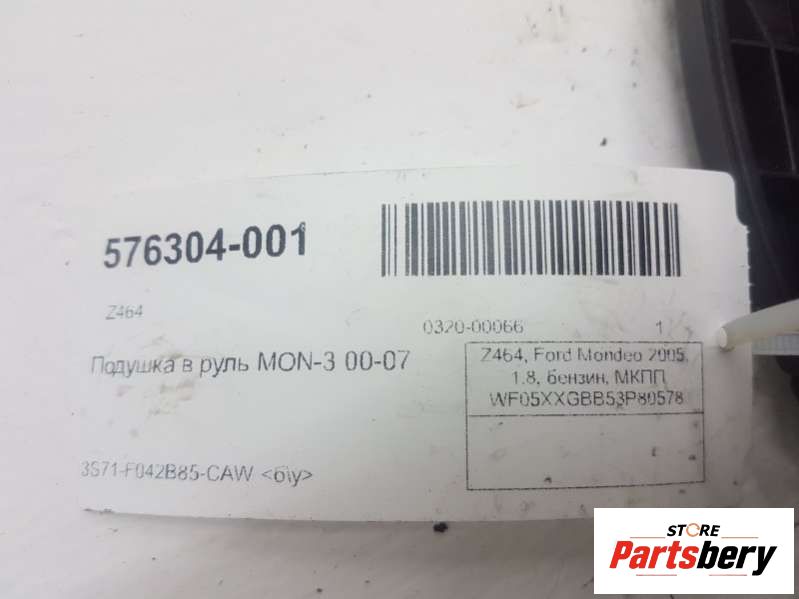 576304-001
Z464
0320-00066 1
Подушка в руль MON-3 00-07
Z464, Ford Mondeo 2005,
1.8, бензин, МКПП
WF05XXGBB53P80578
3S71-F042B85-CAW <б\у>
STORE
Partsbery